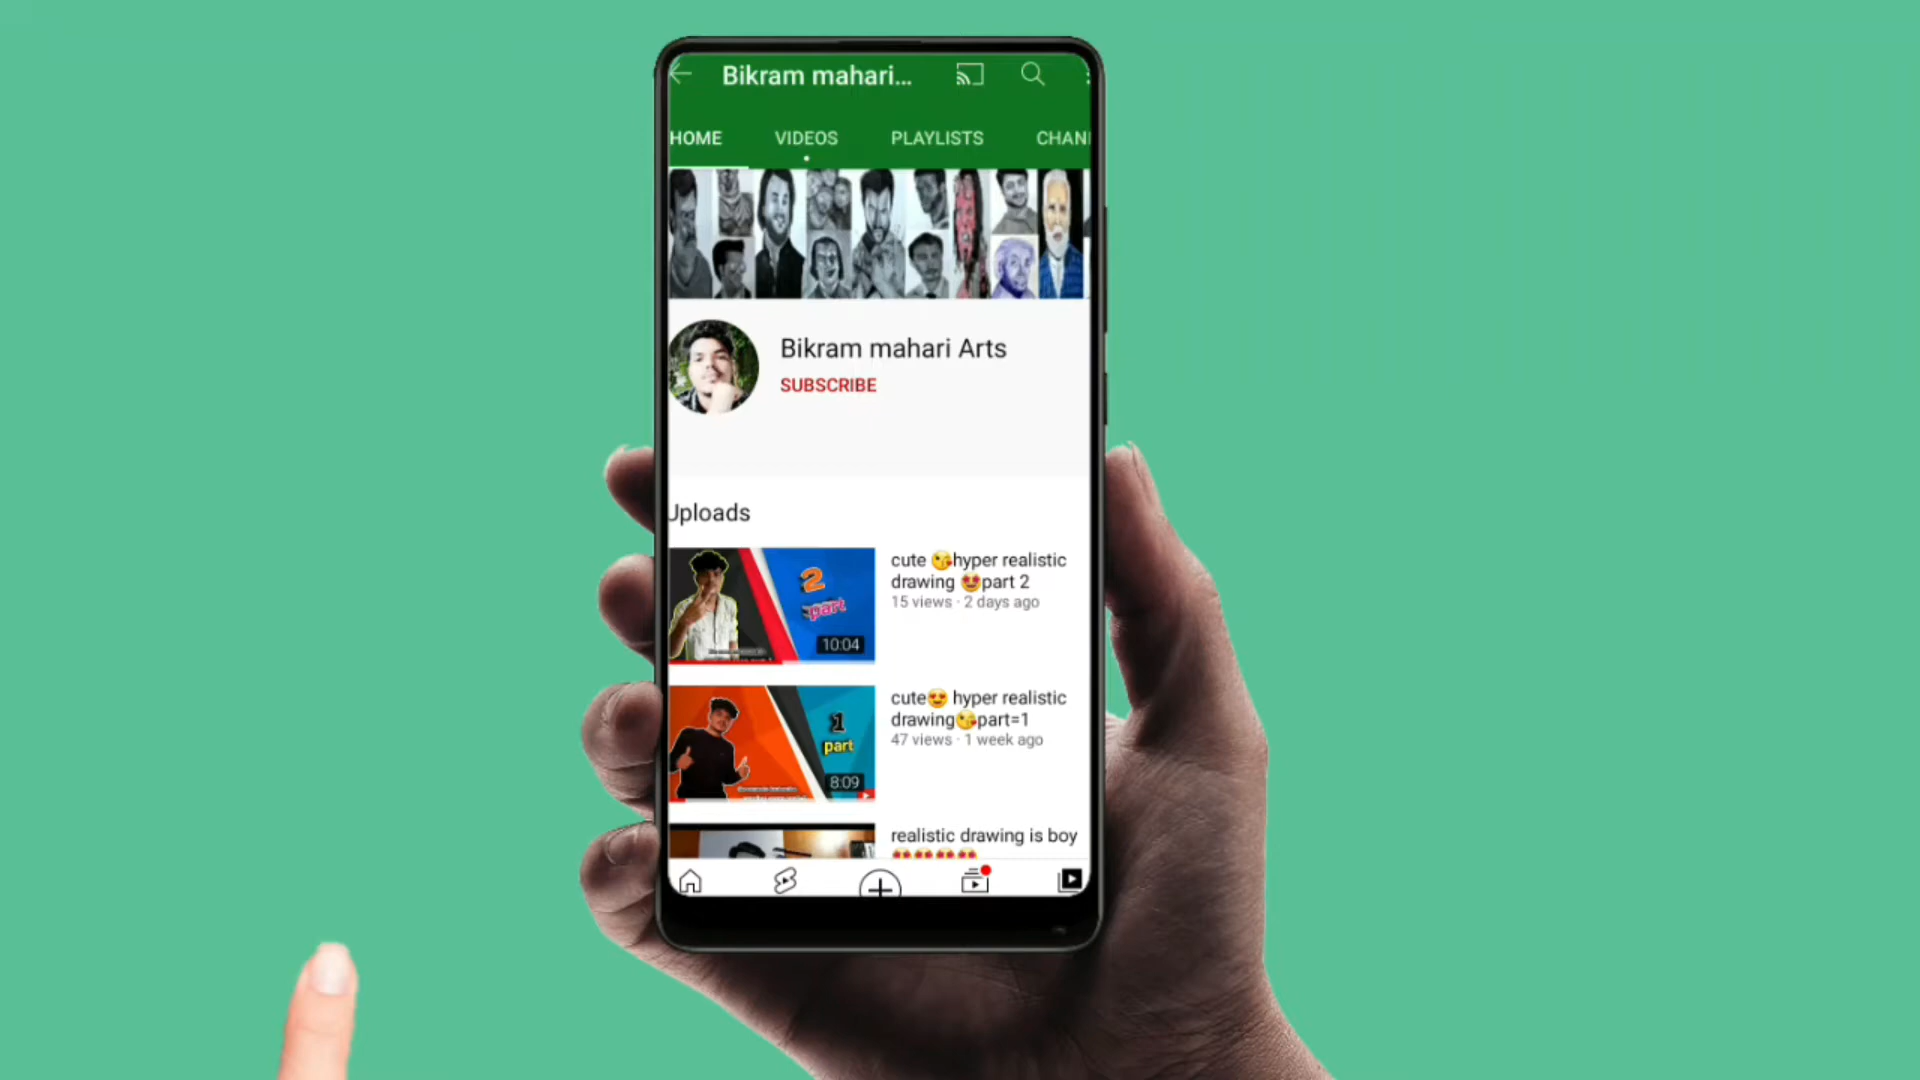 Bikram mahari...
HOME VIDEOS PLAYLISTS CHAN
Bikram mahari Arts
SUBSCRIBE
Uploads
2
part
10:04
cute 😘hyper realistic
drawing 😍part 2
15 views · 2 days ago
1
part
8:09
cute😍 hyper realistic
drawing😘part=1
47 views · 1 week ago
realistic drawing is boy
😍😍😍😍